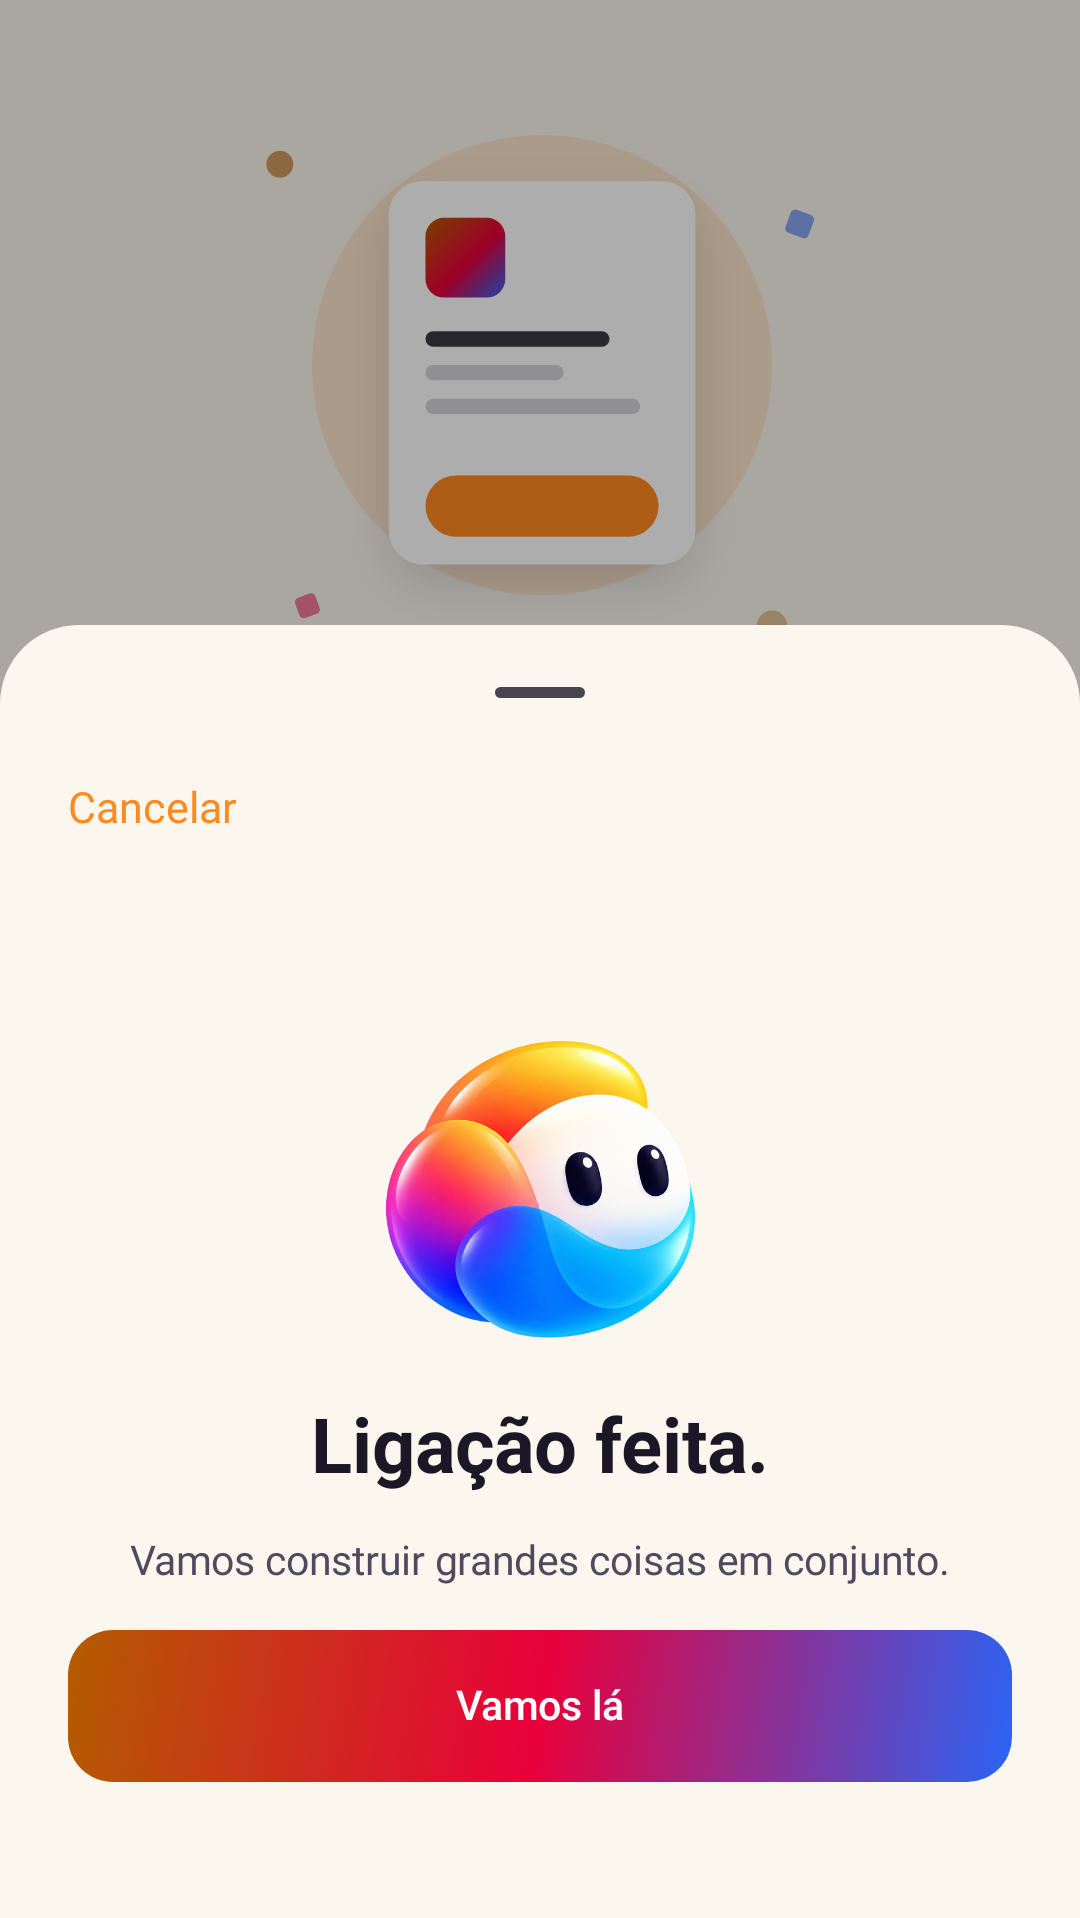 Cancelar
Ligação feita.
Vamos construir grandes coisas em conjunto.
Vamos lá